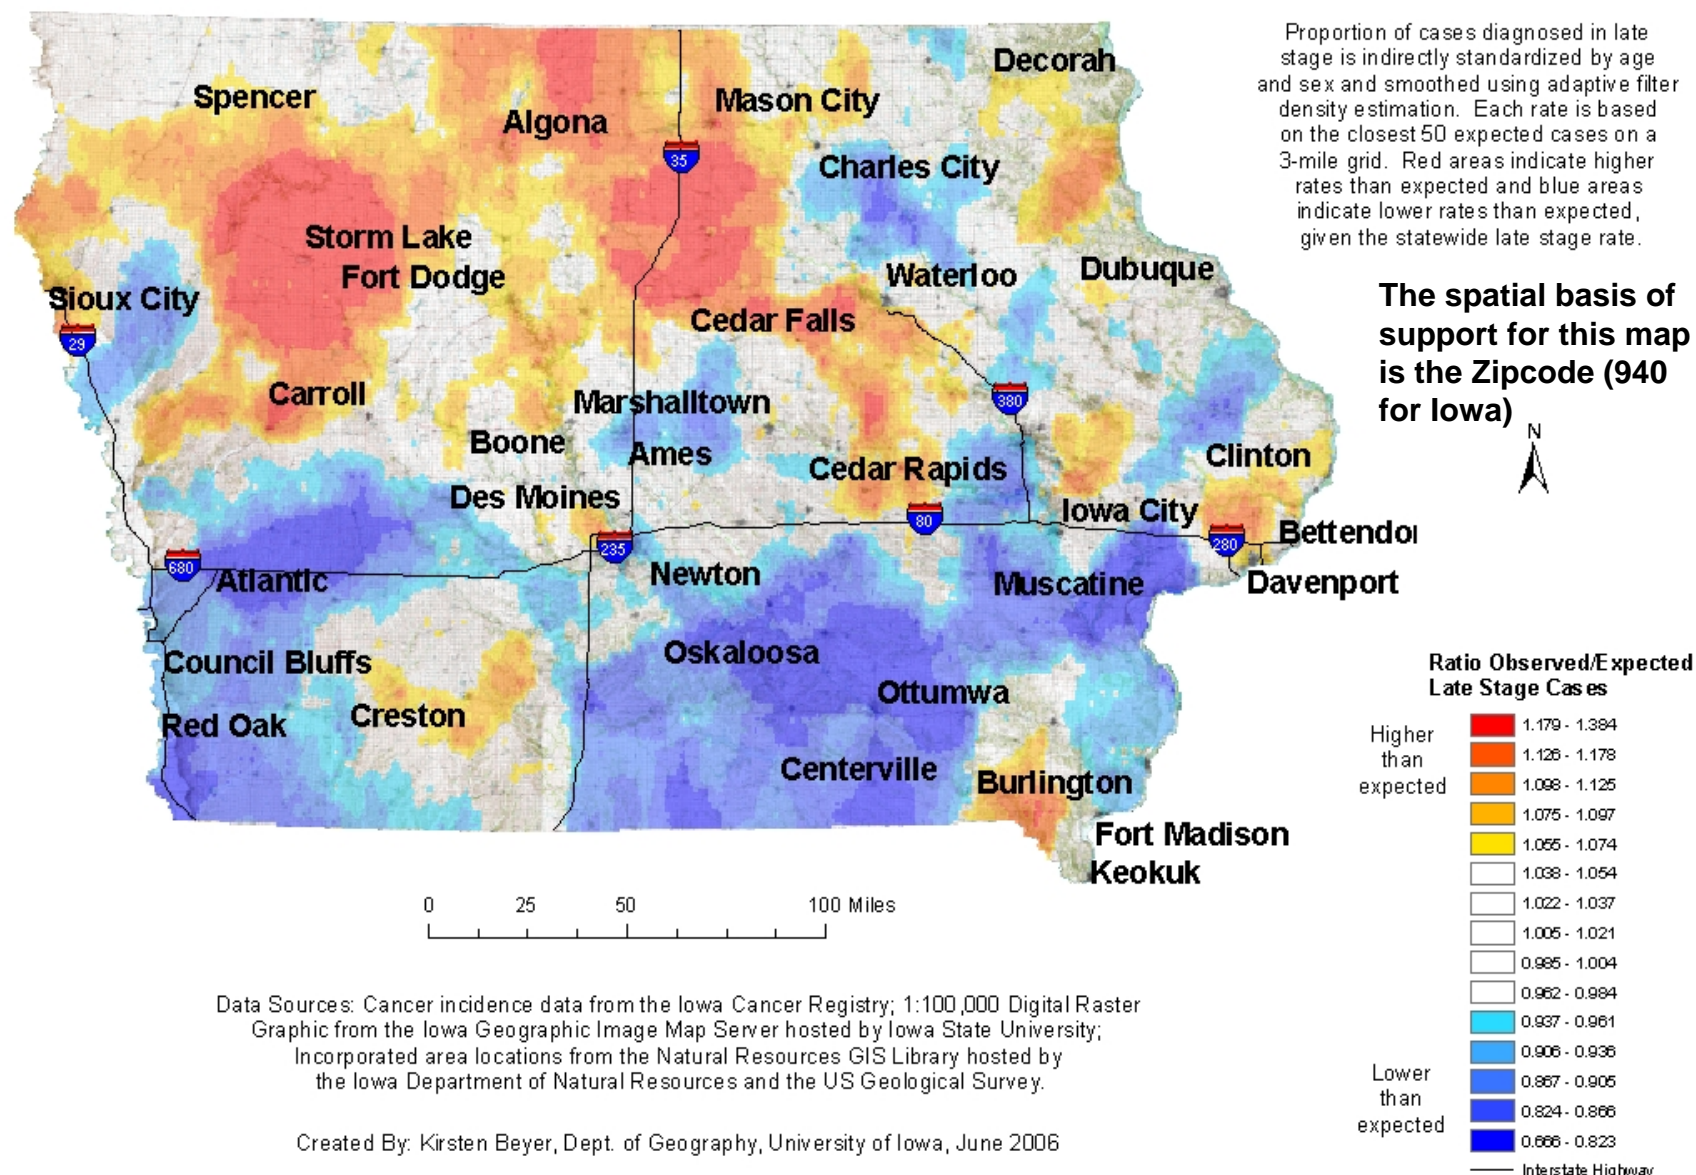 Proportion of cases diagnosed in late
stage is indirectly standardized by age
and sex and smoothed using adaptive filter
density estimation. Each rate is based
on the closest 50 expected cases on a
3-mile grid. Red areas indicate higher
rates than expected and blue areas
indicate lower rates than expected,
given the statewide late stage rate.
The spatial basis of
support for this map
is the Zipcode (940
for Iowa)
N
Decorah
Spencer
Mason City
Algona
35
Charles City
Storm Lake
Fort Dodge
Waterloo
Dubuque
Sioux City
29
Cedar Falls
Carroll
Marshalltown
380
Boone
Ames
Cedar Rapids
Clinton
Des Moines
Iowa City
80
Bettendo
235
280
680
Atlantic
Newton
Muscatine
Davenport
Council Bluffs
Oskaloosa
Ottumwa
Red Oak
Creston
Centerville
Burlington
Fort Madison
Keokuk
0 25 50 100 Miles
Ratio Observed/Expected
Late Stage Cases
Higher
than
expected
1.179 - 1.384
1.126 - 1.178
1.098 - 1.125
1.075 - 1.097
1.055 - 1.074
1.038 - 1.054
1.022 - 1.037
1.005 - 1.021
0.985 - 1.004
0.962 - 0.984
0.937 - 0.961
0.906 - 0.936
0.867 - 0.905
0.824 - 0.866
0.666 - 0.823
Lower
than
expected
Interstate Highway
Data Sources: Cancer incidence data from the Iowa Cancer Registry; 1:100,000 Digital Raster
Graphic from the Iowa Geographic Image Map Server hosted by Iowa State University;
Incorporated area locations from the Natural Resources GIS Library hosted by
the Iowa Department of Natural Resources and the US Geological Survey.
Created By: Kirsten Beyer, Dept. of Geography, University of Iowa, June 2006